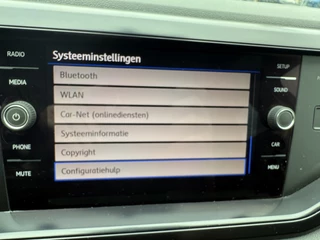 RADIO
MEDIA
PHONE
MUTE
Systeeminstellingen
Bluetooth
WLAN
Car-Net (onlinediensten)
Systeeminformatie
Copyright
Configuratiehulp
SETUP
SOUND
CAR
MENU